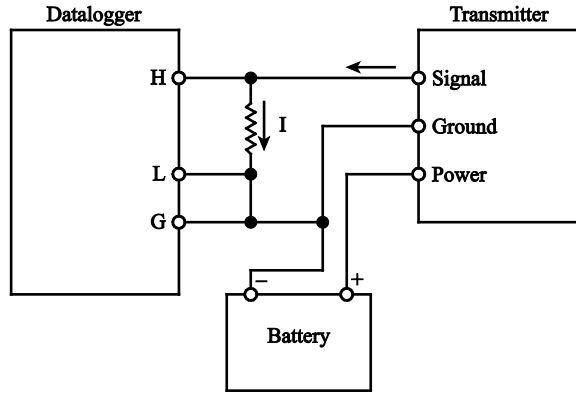 Datalogger
Transmitter
H
Signal
I
Ground
L
Power
G
− +
Battery